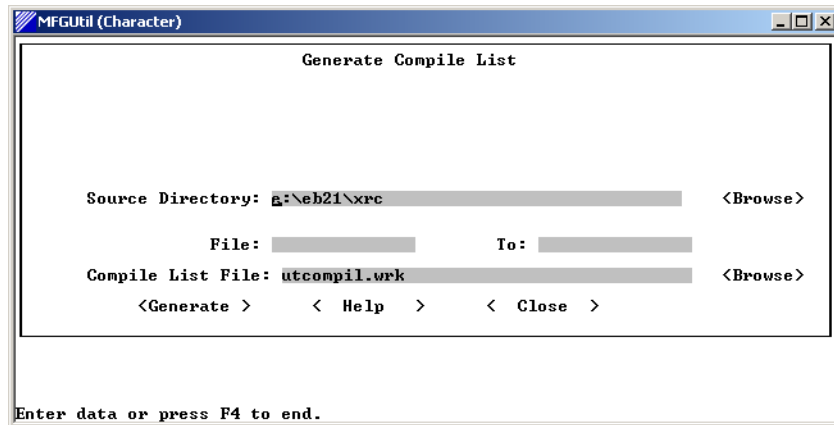 MFGUtil (Character)
Generate Compile List
Source Directory: e:\eb21\xrc <Browse>
File: To:
Compile List File: utcompil.wrk <Browse>
<Generate > < Help > < Close >
Enter data or press F4 to end.